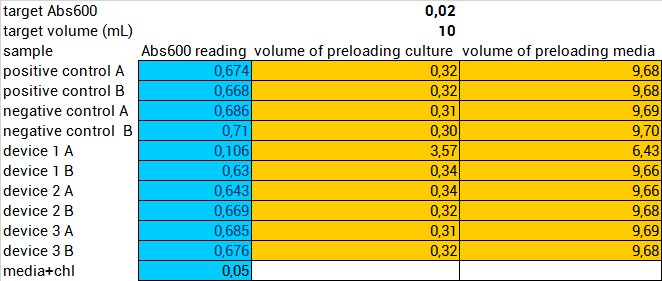 target Abs600 0,02
target volume (mL) 10
sample Abs600 reading volume of preloading culture volume of preloading media
positive control A 0,674 0,32 9,68
positive control B 0,668 0,32 9,68
negative control A 0,686 0,31 9,69
negative control  B 0,71 0,30 9,70
device 1 A 0,106 3,57 6,43
device 1 B 0,63 0,34 9,66
device 2 A 0,643 0,34 9,66
device 2 B 0,669 0,32 9,68
device 3 A 0,685 0,31 9,69
device 3 B 0,676 0,32 9,68
media+chl 0,05